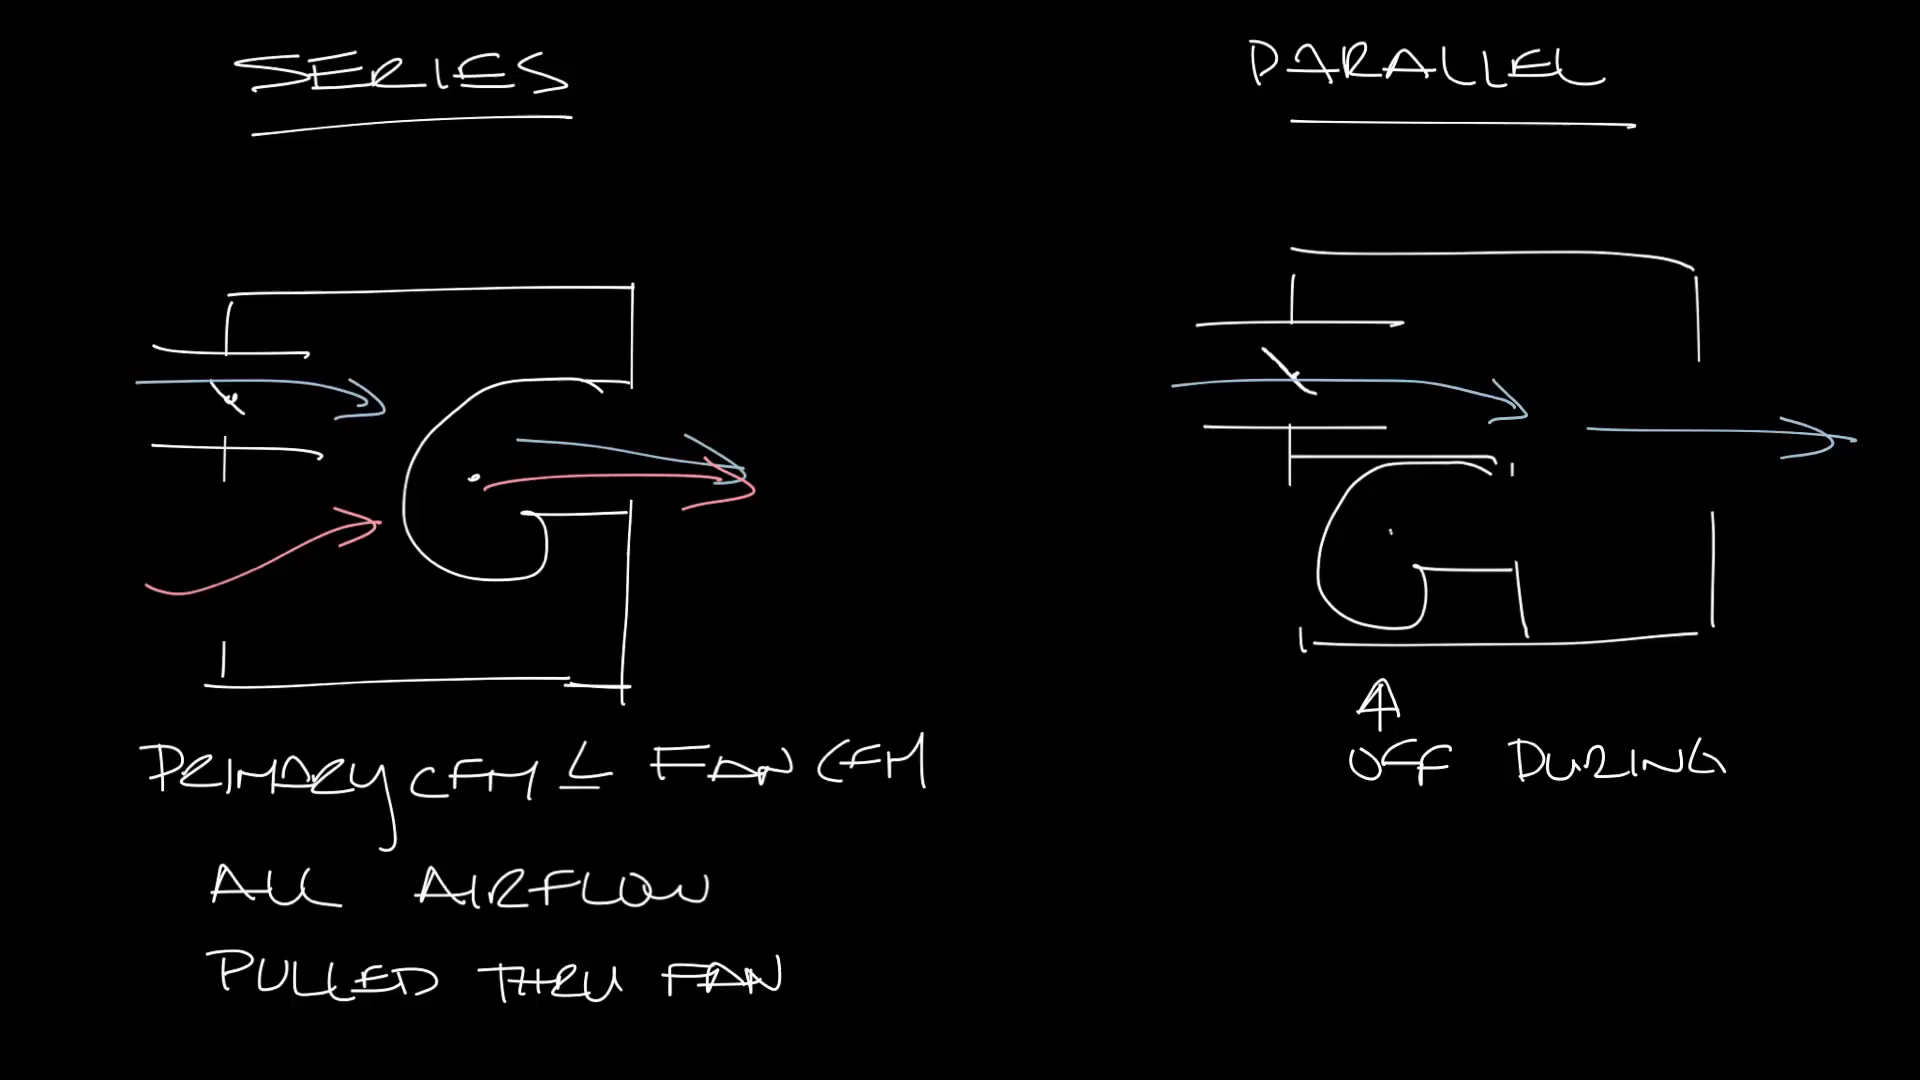 SERIES
PARALLEL
PRIMARY CFM ≤ FAN CFM
ALL AIRFLOW
PULLED THRU FAN
OFF DURING